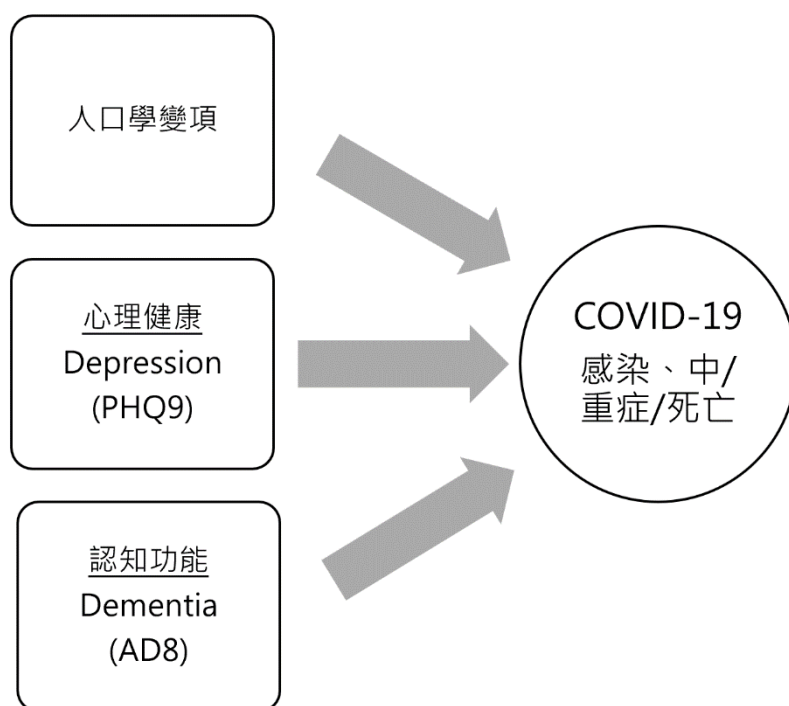 人口學變項
心理健康
Depression
(PHQ9)
認知功能
Dementia
(AD8)
COVID-19
感染、中/
重症/死亡